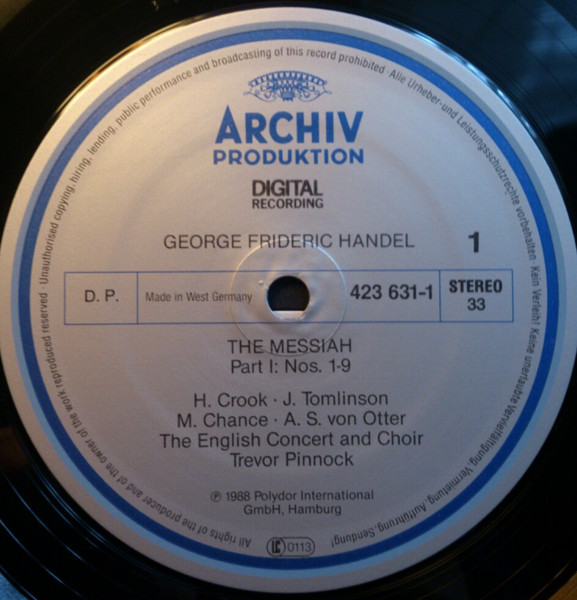 ARCHIV
PRODUKTION
DIGITAL
RECORDING
GEORGE FRIDERIC HANDEL
1
D. P.
Made in West Germany
423 631-1
STEREO
33
THE MESSIAH
Part I: Nos. 1-9
H. Crook · J. Tomlinson
M. Chance · A. S. von Otter
The English Concert and Choir
Trevor Pinnock
℗ 1988 Polydor International
GmbH, Hamburg
LC 0113
All rights of the producer and of the owner of the work reproduced reserved · Unauthorised copying, hiring, lending, public performance and broadcasting of this record prohibited · Alle Urheber-und Leistungsschutzrechte vorbehalten · Kein Verleih! Keine unerlaubte Vervielfältigung, Vermietung, Aufführung, Sendung!